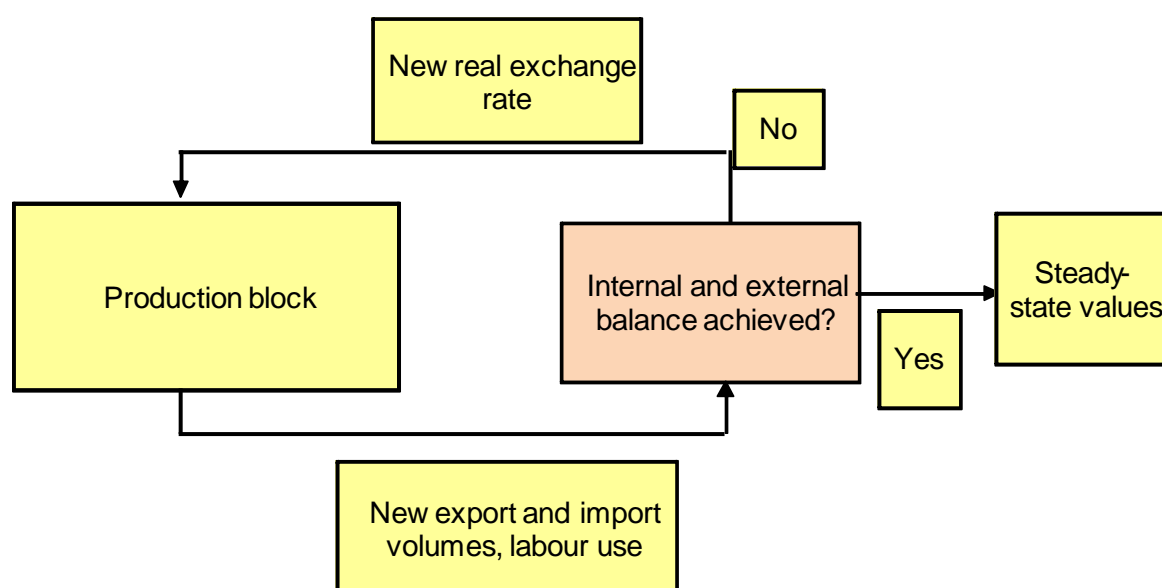 New real exchange
rate
No
Production block
Internal and external
balance achieved?
Steady-
state values
Yes
New export and import
volumes, labour use